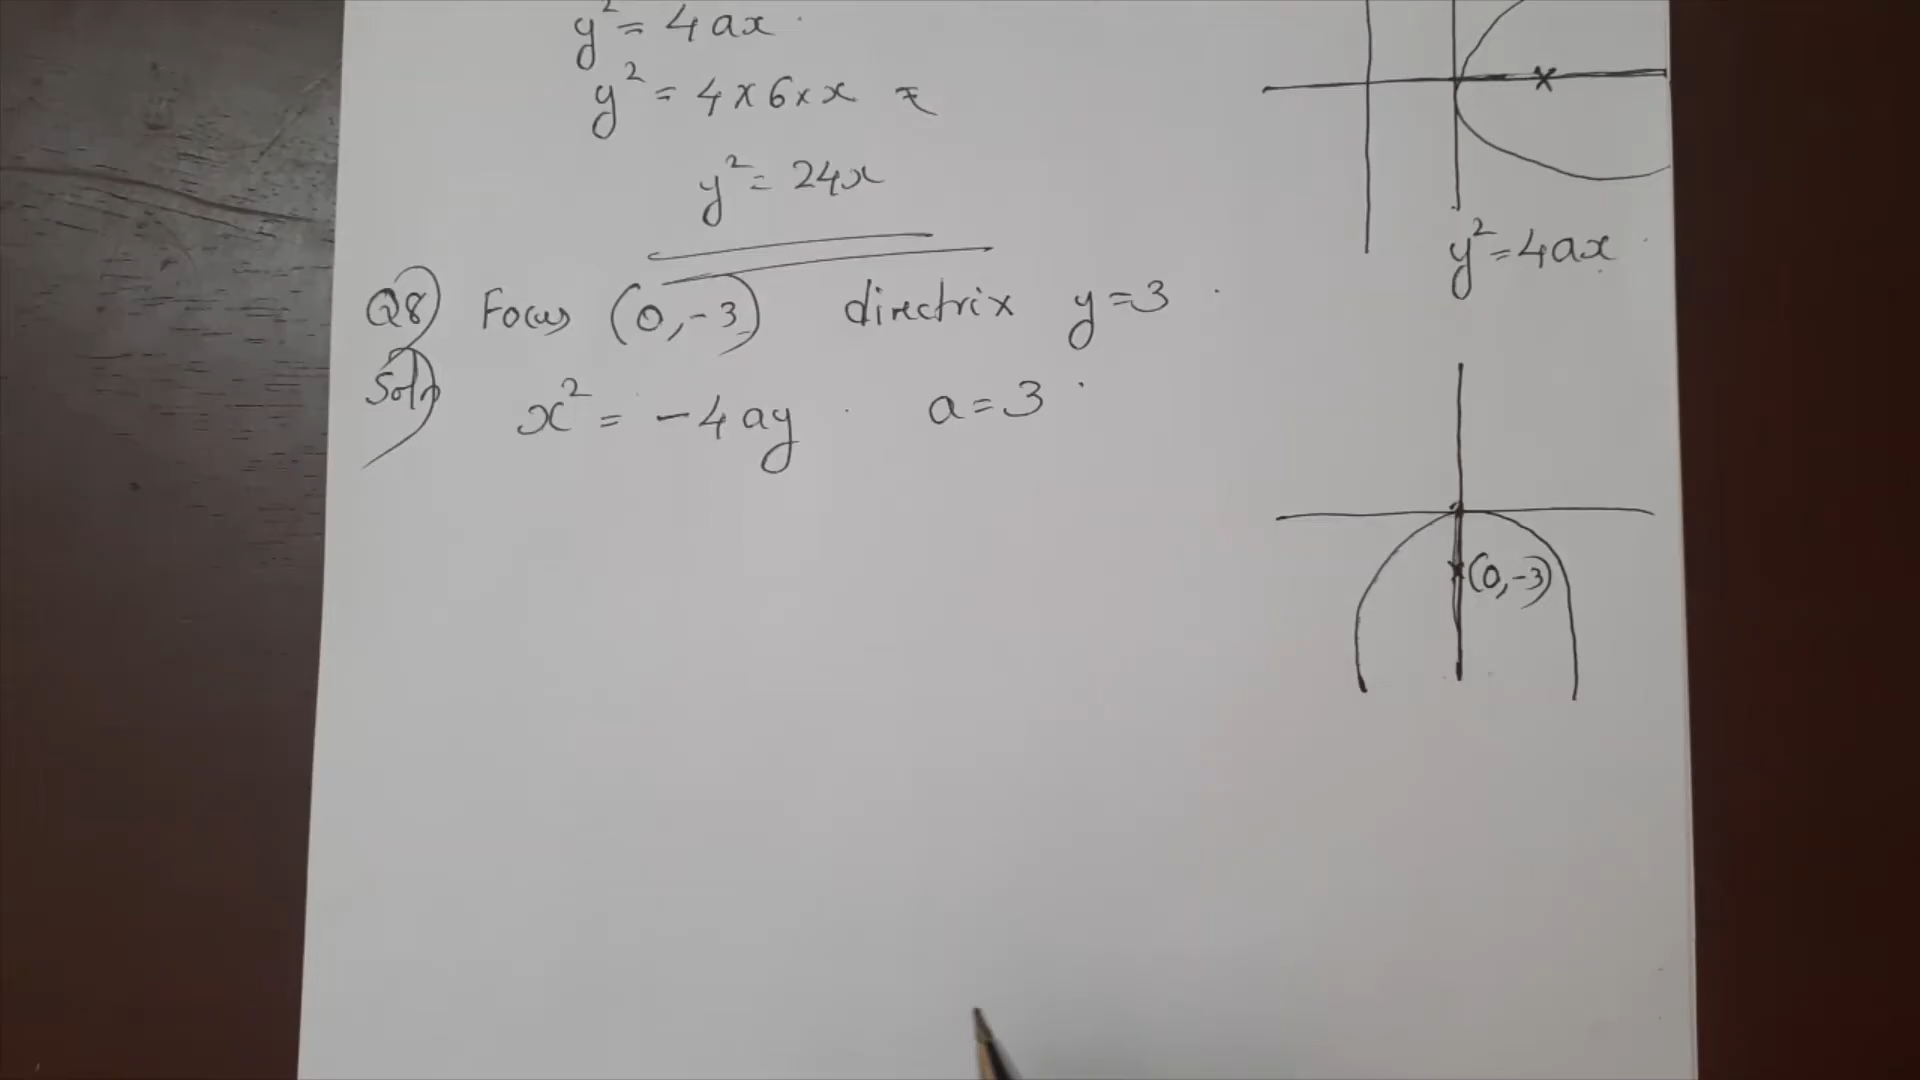 y² = 4ax
y² = 4×6×x
y² = 24x
y² = 4ax
Q8) Focus (0,-3) directrix y=3
Soln) x² = -4ay a=3
(0,-3)